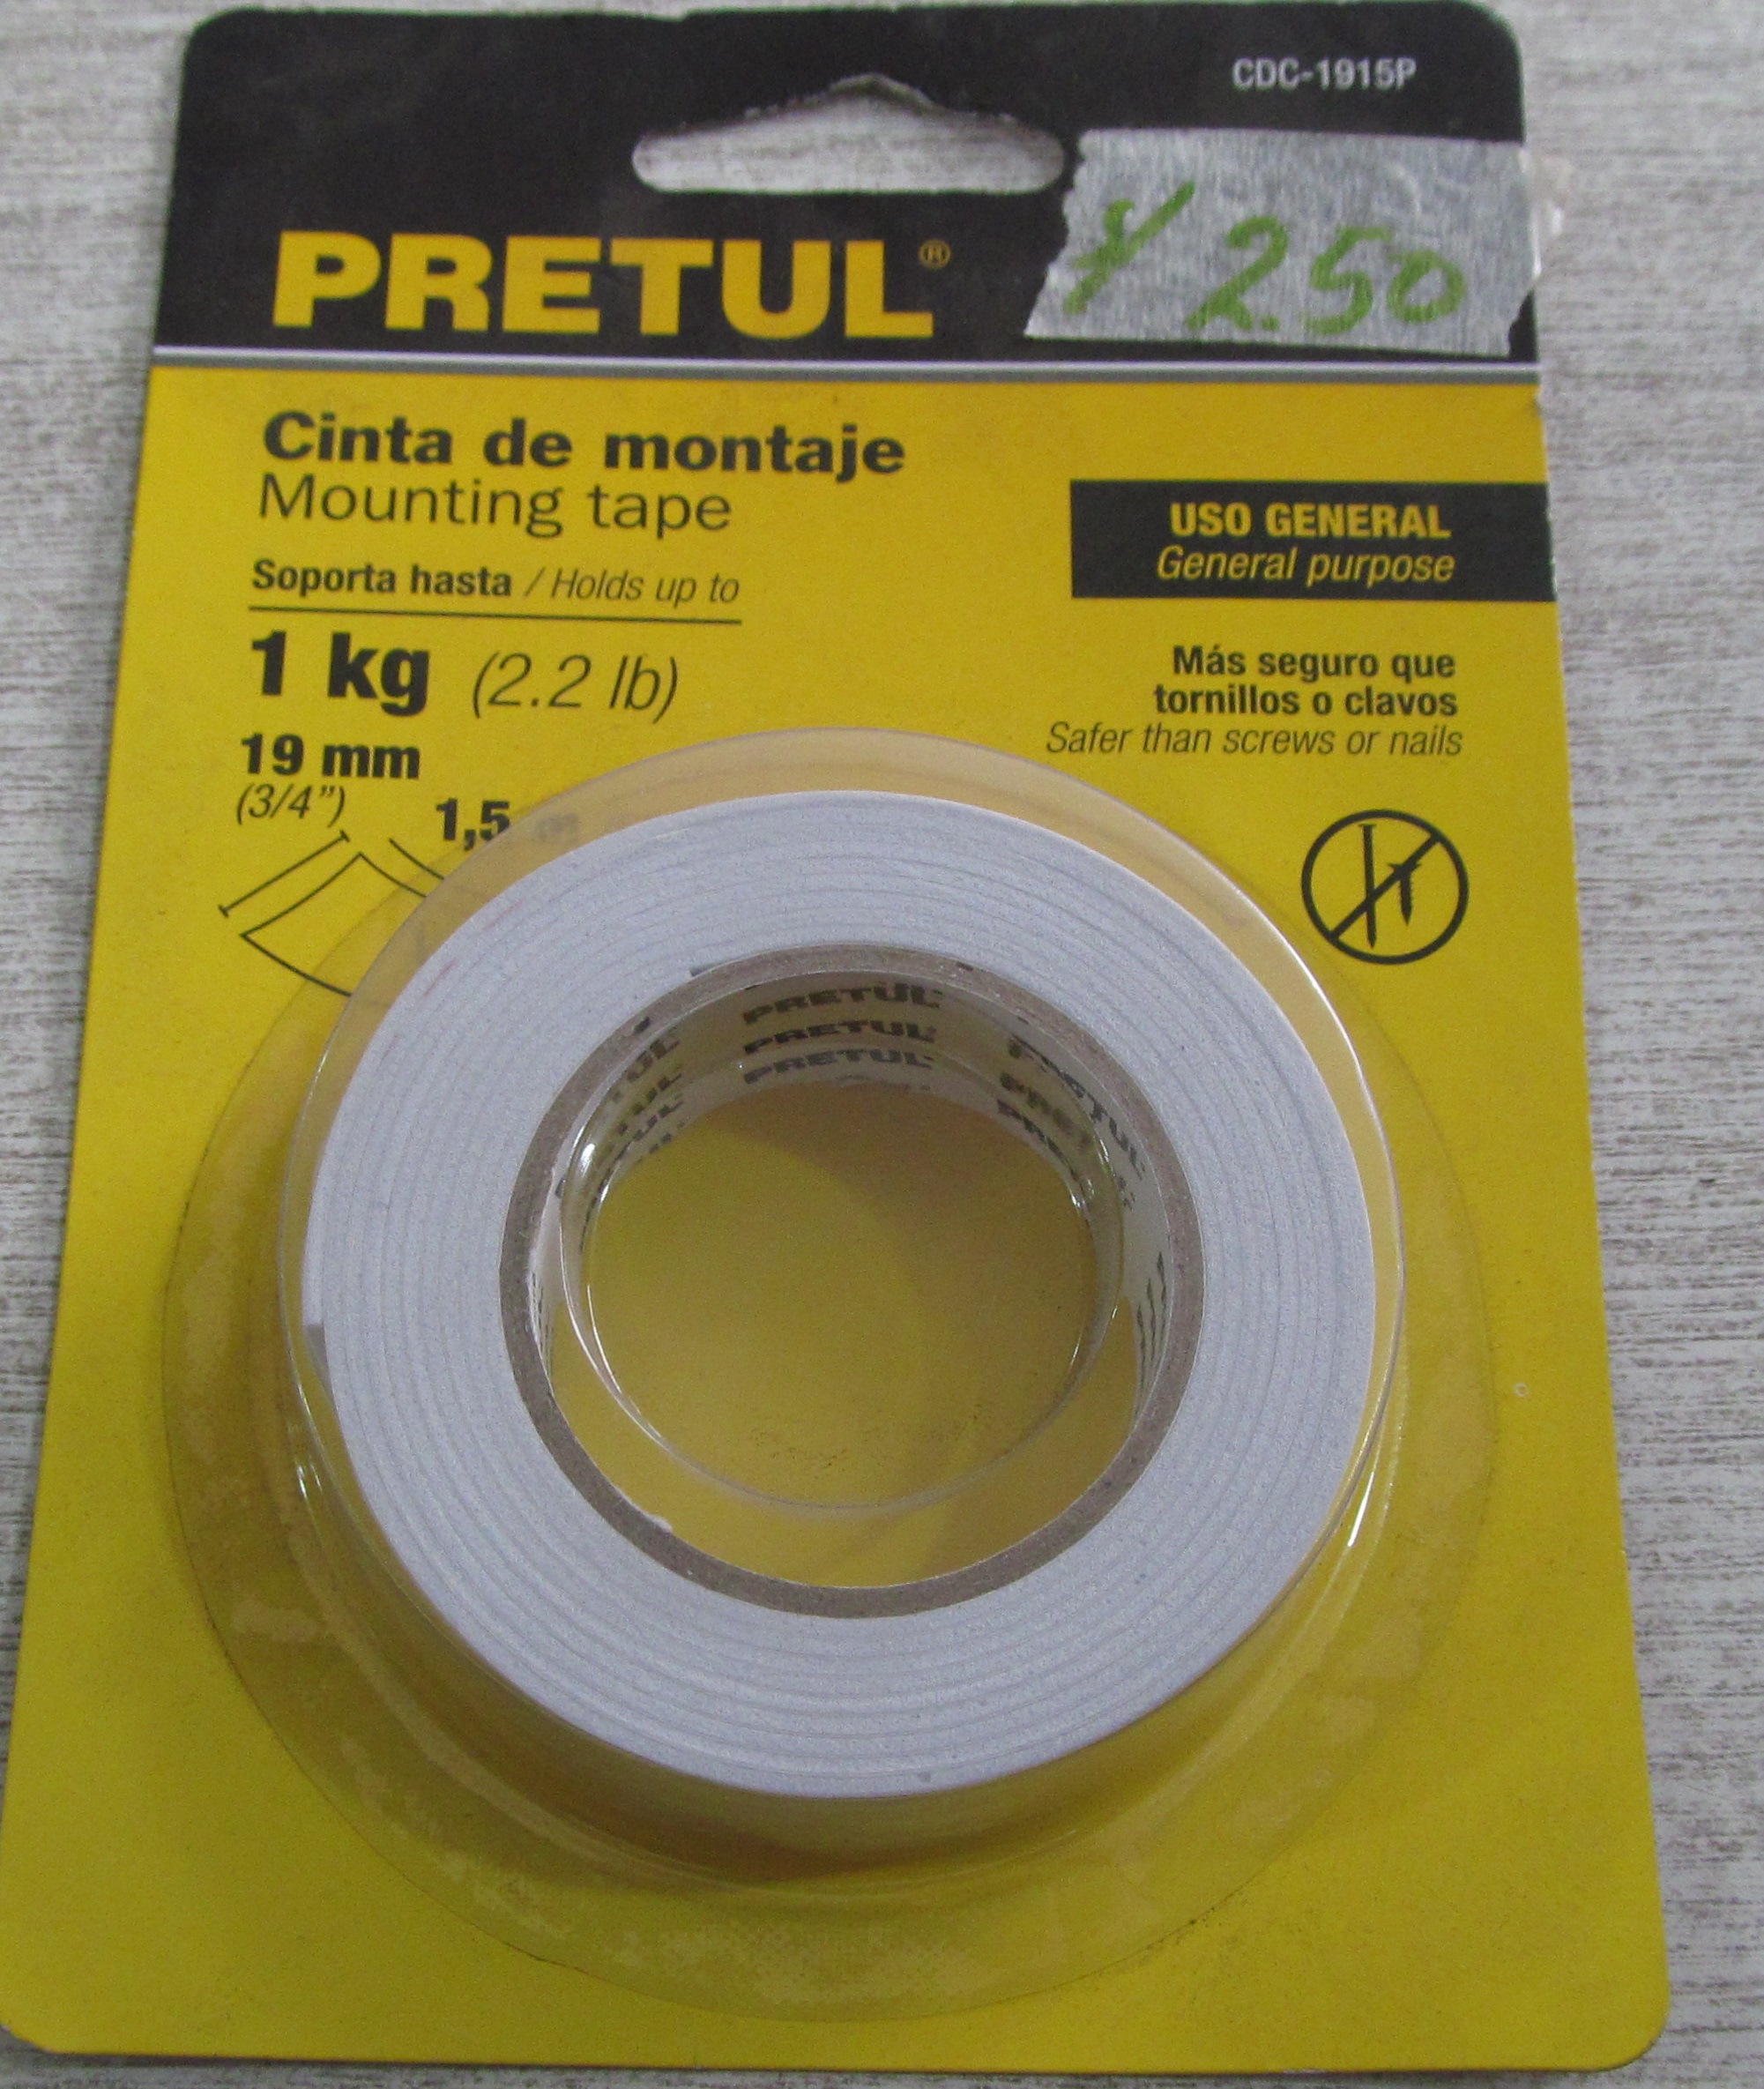 CDC-1915P
PRETUL®
250
Cinta de montaje
Mounting tape
USO GENERAL
General purpose
Soporta hasta / Holds up to
1 kg (2.2 lb)
Más seguro que
tornillos o clavos
Safer than screws or nails
19 mm
(3/4")
1,5 m
PRETUL
PRETUL
PRETUL